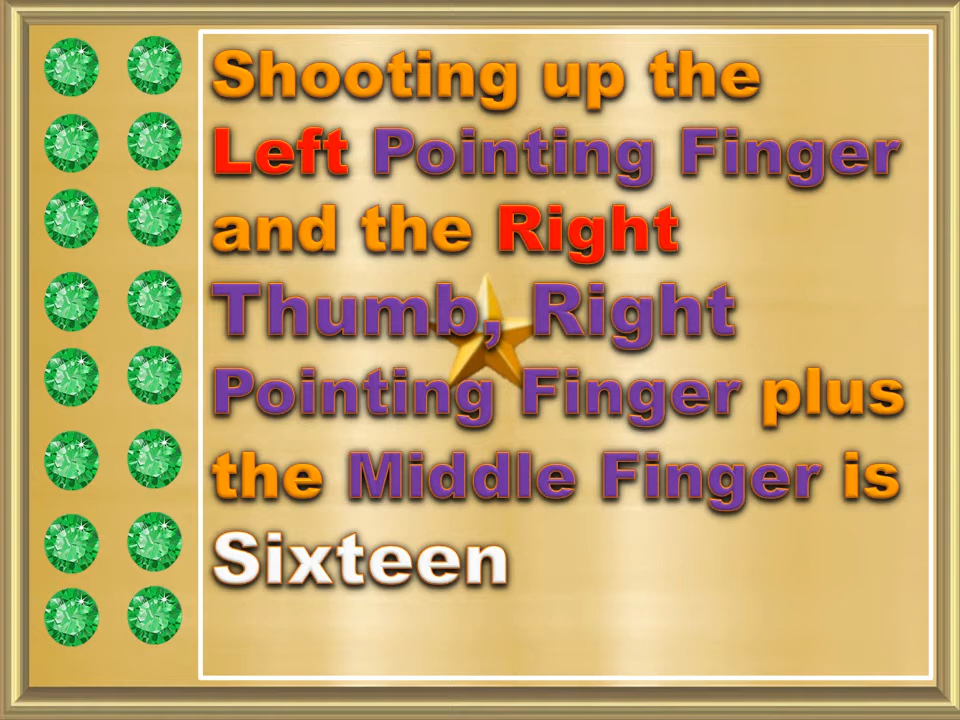 Shooting up the
Left Pointing Finger
and the Right
Thumb, Right
Pointing Finger plus
the Middle Finger is
Sixteen